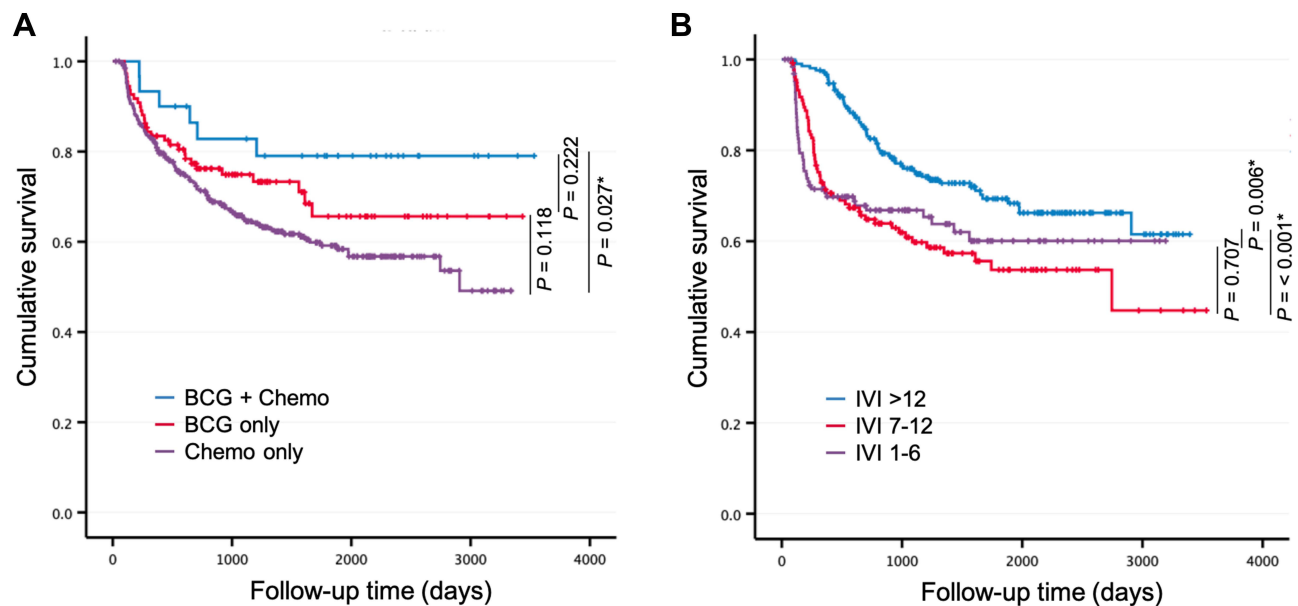 A
Cumulative survival
1.0
0.8
0.6
0.4
0.2
0.0
0
1000
2000
3000
4000
Follow-up time (days)
BCG + Chemo
BCG only
Chemo only
P = 0.118
P = 0.222
P = 0.027*
B
Cumulative survival
1.0
0.8
0.6
0.4
0.2
0.0
0
1000
2000
3000
4000
Follow-up time (days)
IVI >12
IVI 7-12
IVI 1-6
P = 0.707
P = 0.006*
P = < 0.001*